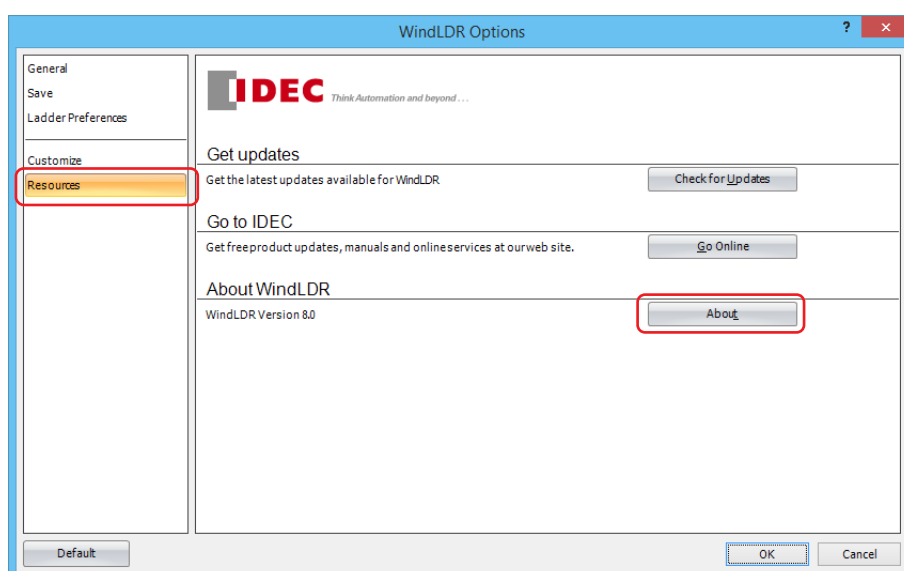 WindLDR Options
?
×
General
Save
Ladder Preferences
Customize
Resources
IDEC Think Automation and beyond...
Get updates
Get the latest updates available for WindLDR
Check for Updates
Go to IDEC
Get free product updates, manuals and online services at our web site.
Go Online
About WindLDR
WindLDR Version 8.0
About
Default
OK
Cancel